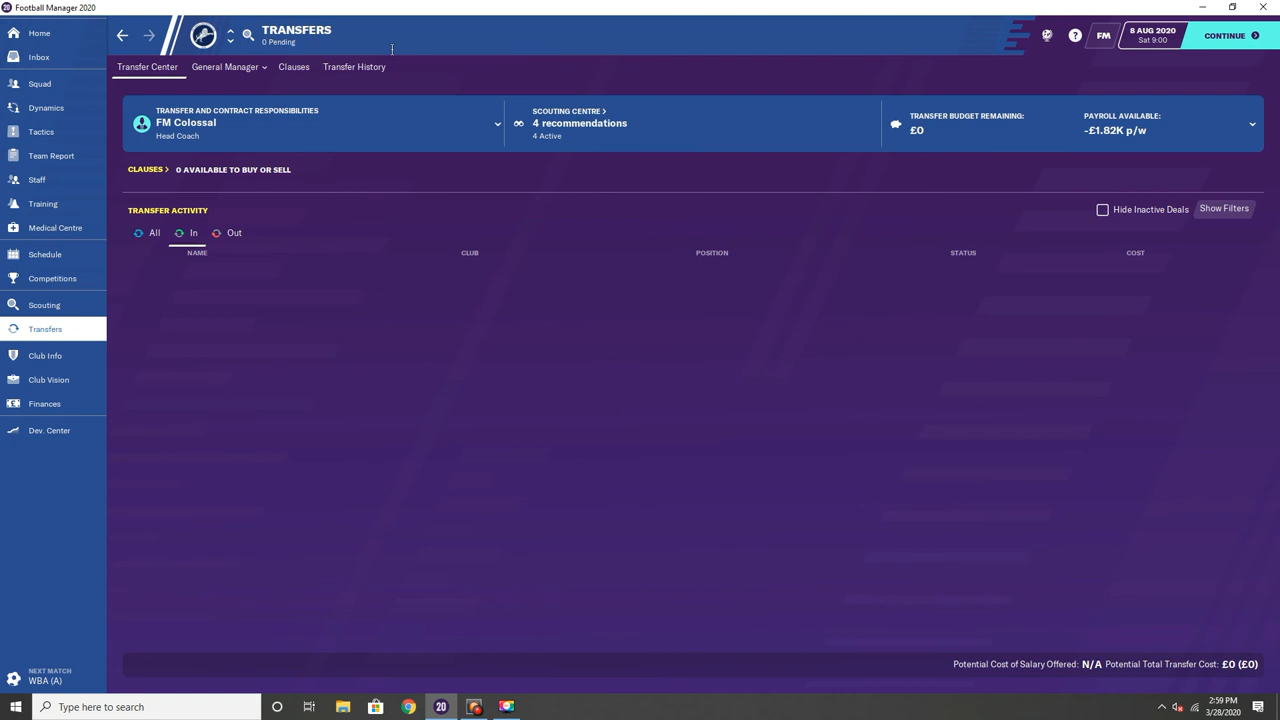 20 Football Manager 2020
Home
Inbox
Squad
Dynamics
Tactics
Team Report
Staff
Training
Medical Centre
Schedule
Competitions
Scouting
Transfers
Club Info
Club Vision
Finances
Dev. Center
NEXT MATCH
WBA (A)
TRANSFERS
0 Pending
FM
8 AUG 2020
Sat 9:00
CONTINUE
Transfer Center General Manager Clauses Transfer History
TRANSFER AND CONTRACT RESPONSIBILITIES
FM Colossal
Head Coach
SCOUTING CENTRE >
4 recommendations
4 Active
TRANSFER BUDGET REMAINING:
£0
PAYROLL AVAILABLE:
-£1.82K p/w
CLAUSES > 0 AVAILABLE TO BUY OR SELL
TRANSFER ACTIVITY
Hide Inactive Deals Show Filters
All In Out
NAME CLUB POSITION STATUS COST
Potential Cost of Salary Offered: N/A Potential Total Transfer Cost: £0 (£0)
Type here to search
20
2:59 PM
3/28/2020